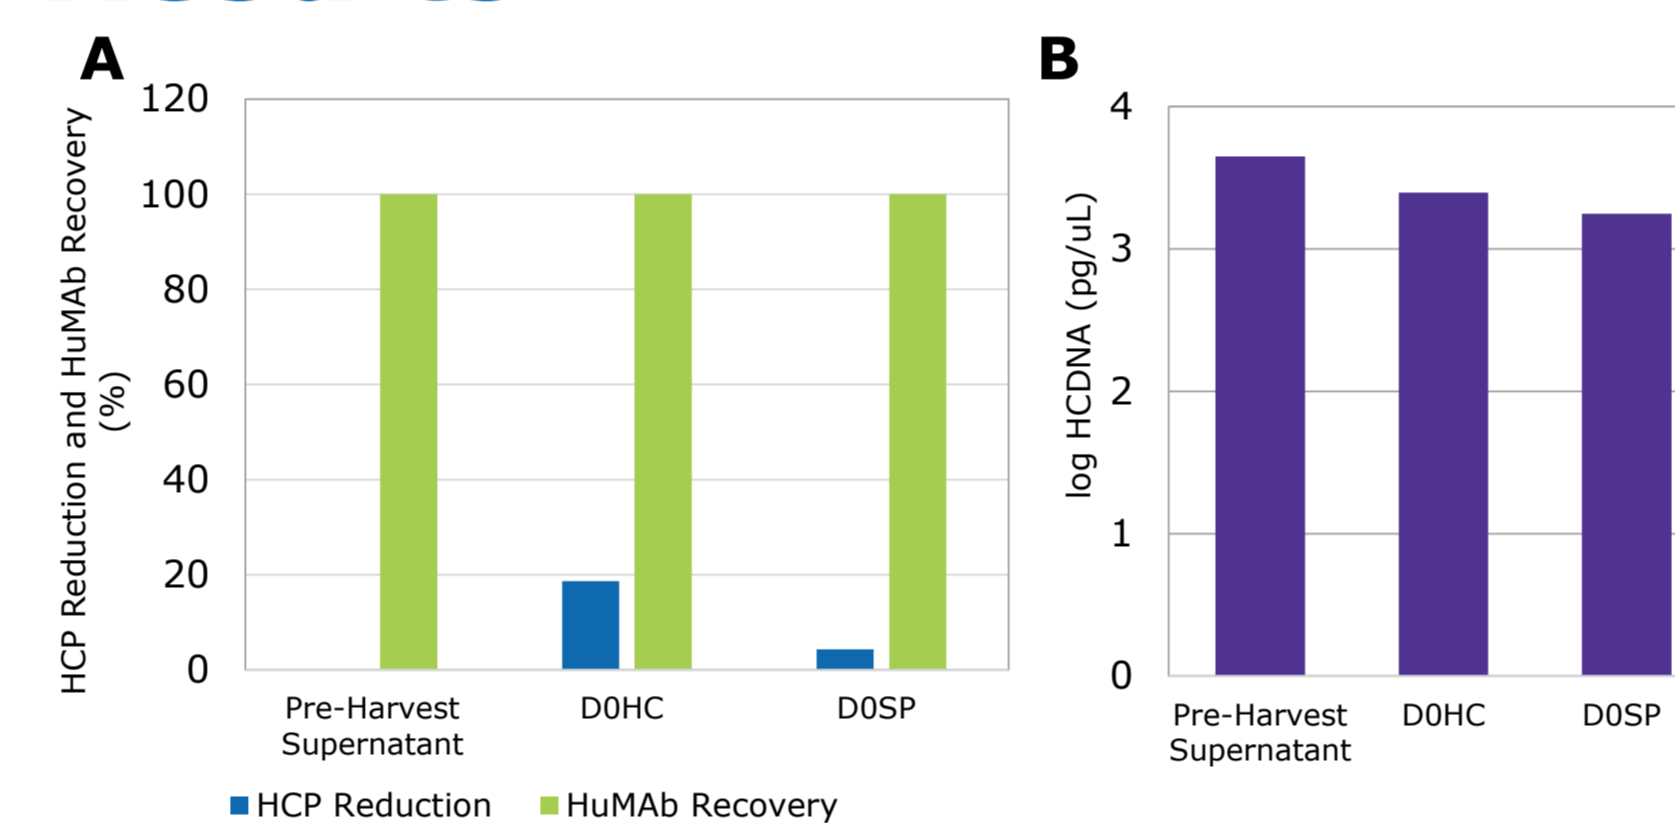 A
HCP Reduction and HuMAb Recovery
(%)
120
100
80
60
40
20
0
Pre-Harvest
Supernatant
D0HC
D0SP
HCP Reduction
HuMAb Recovery
B
log HCDNA (pg/uL)
4
3
2
1
0
Pre-Harvest
Supernatant
D0HC
D0SP